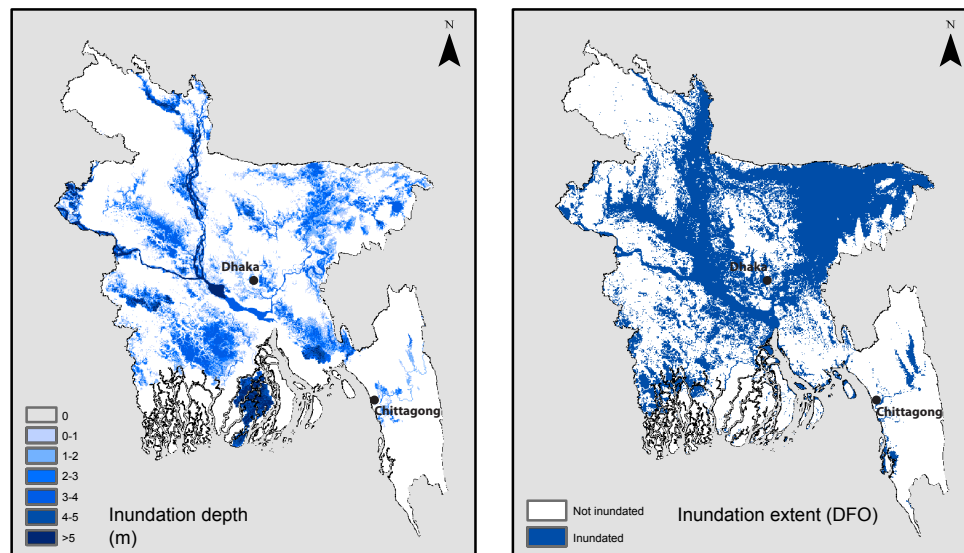 N
Dhaka
Chittagong
0
0-1
1-2
2-3
3-4
4-5
>5
Inundation depth
(m)
N
Dhaka
Chittagong
Not inundated
Inundated
Inundation extent (DFO)